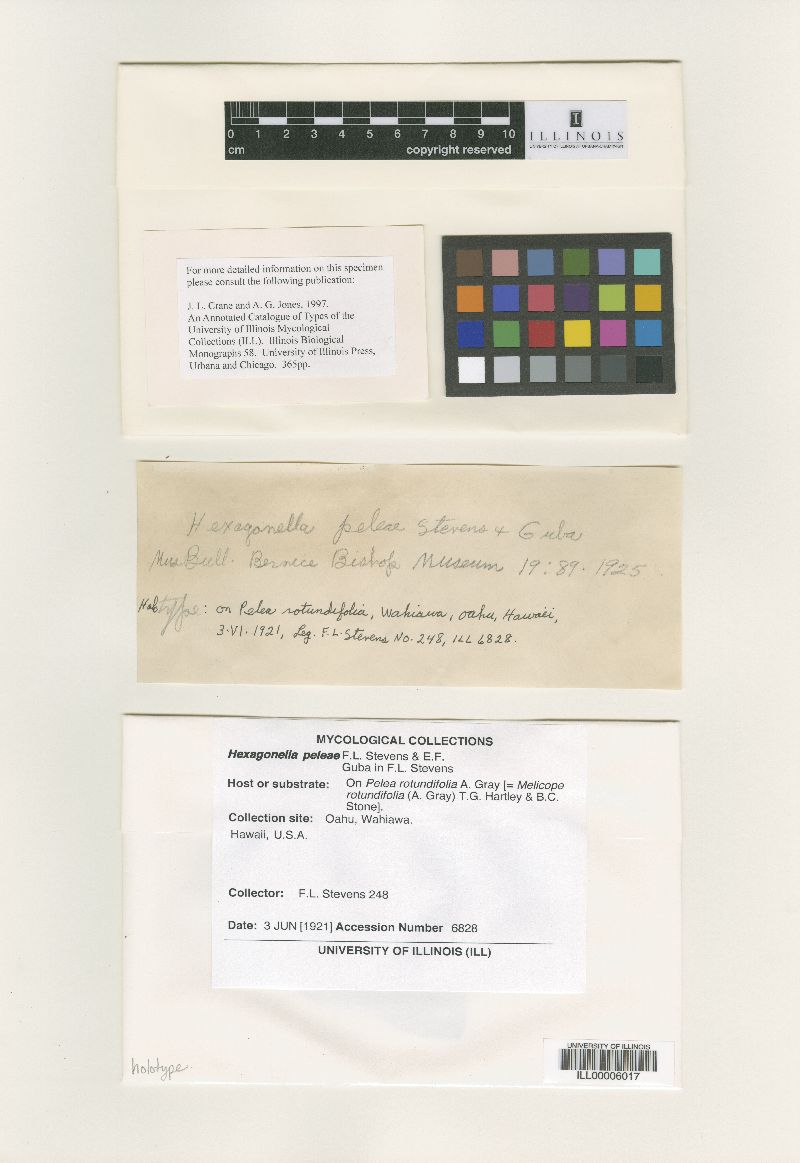 0 1 2 3 4 5 6 7 8 9 10
cm copyright reserved
I
ILLINOIS
UNIVERSITY OF ILLINOIS AT URBANA-CHAMPAIGN
For more detailed information on this specimen
please consult the following publication:
J. L. Crane and A. G. Jones, 1997.
An Annotated Catalogue of Types of the
University of Illinois Mycological
Collections (ILL). Illinois Biological
Monographs 58. University of Illinois Press,
Urbana and Chicago. 365pp.
Hexagonella peleae Stevens & Guba
Bull. Bernice Bishop Museum 19:89. 1925.
Holotype: on Pelea rotundifolia, Wahiawa, Oahu, Hawaii,
3.VI.1921, Leg. F.L. Stevens No. 248, ILL 6828.
MYCOLOGICAL COLLECTIONS
Hexagonella peleae F.L. Stevens & E.F.
Guba in F.L. Stevens
Host or substrate: On Pelea rotundifolia A. Gray [= Melicope
rotundifolia (A. Gray) T.G. Hartley & B.C.
Stone].
Collection site: Oahu, Wahiawa.
Hawaii, U.S.A.
Collector: F.L. Stevens 248
Date: 3 JUN [1921] Accession Number 6828
UNIVERSITY OF ILLINOIS (ILL)
holotype.
UNIVERSITY OF ILLINOIS
ILL00006017